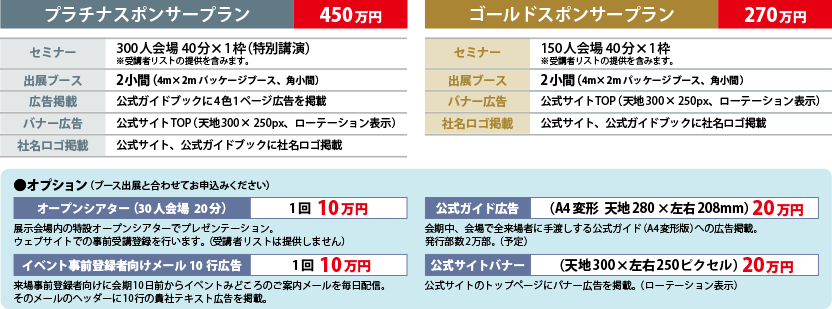 プラチナスポンサープラン 450万円
セミナー 300人会場 40分×1枠（特別講演）
※受講者リストの提供を含みます。
出展ブース 2小間（4m×2mパッケージブース、角小間）
広告掲載 公式ガイドブックに4色1ページ広告を掲載
バナー広告 公式サイトTOP（天地300×250px、ローテーション表示）
社名ロゴ掲載 公式サイト、公式ガイドブックに社名ロゴ掲載
ゴールドスポンサープラン 270万円
セミナー 150人会場 40分×1枠
※受講者リストの提供を含みます。
出展ブース 2小間（4m×2mパッケージブース、角小間）
バナー広告 公式サイトTOP（天地300×250px、ローテーション表示）
社名ロゴ掲載 公式サイト、公式ガイドブックに社名ロゴ掲載
●オプション（ブース出展と合わせてお申込みください）
オープンシアター（30人会場 20分） 1回 10万円
展示会場内の特設オープンシアターでプレゼンテーション。
ウェブサイトでの事前受講登録を行います。（受講者リストは提供しません）
イベント事前登録者向けメール10行広告 1回 10万円
来場事前登録者向けに会期10日前からイベントみどころのご案内メールを毎日配信。
そのメールのヘッダーに10行の貴社テキスト広告を掲載。
公式ガイド広告 （A4変形 天地280×左右208mm） 20万円
会期中、会場で全来場者に手渡しする公式ガイド（A4変形版）への広告掲載。
発行部数2万部。（予定）
公式サイトバナー （天地300×左右250ピクセル） 20万円
公式サイトのトップページにバナー広告を掲載。（ローテーション表示）